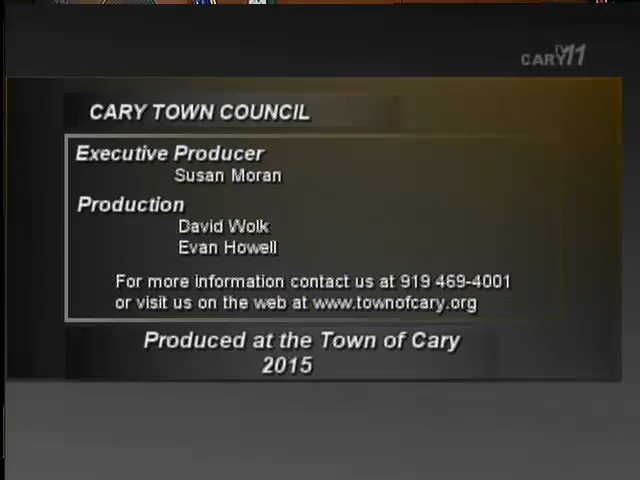 CARY TV 11
CARY TOWN COUNCIL
Executive Producer
Susan Moran
Production
David Wolk
Evan Howell
For more information contact us at 919 469-4001
or visit us on the web at www.townofcary.org
Produced at the Town of Cary
2015